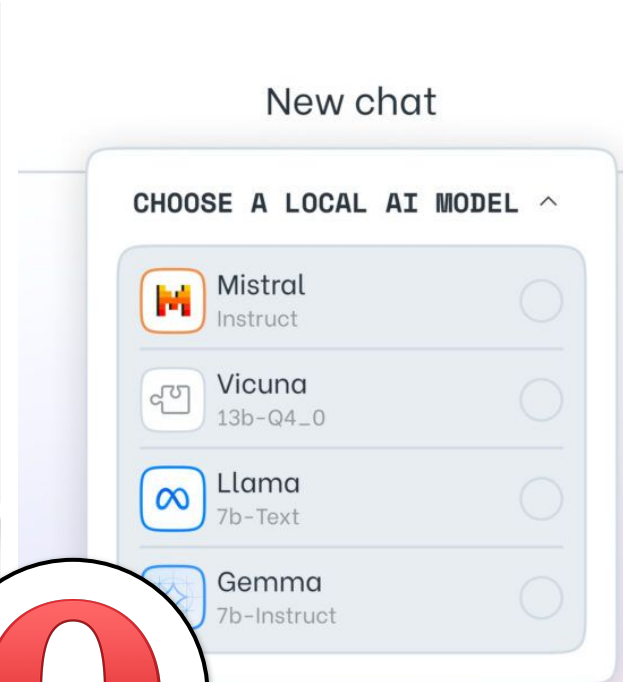 New chat
CHOOSE A LOCAL AI MODEL
Mistral
Instruct
Vicuna
13b-Q4_0
Llama
7b-Text
Gemma
7b-Instruct